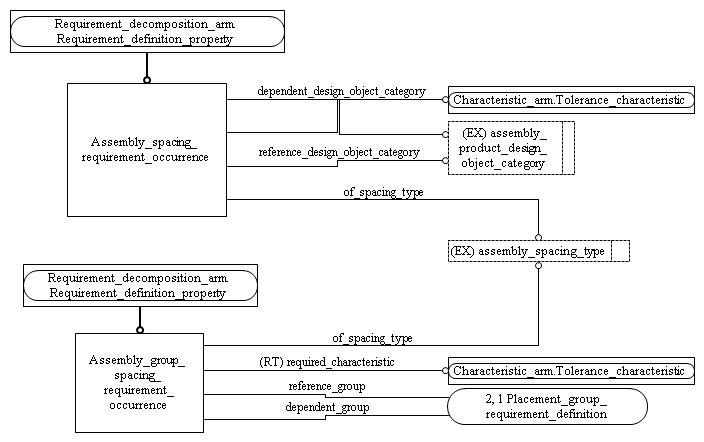 Requirement_decomposition_arm.
Requirement_definition_property
dependent_design_object_category
Characteristic_arm.Tolerance_characteristic
Assembly_spacing_
requirement_occurrence
(EX) assembly_
product_design_
object_category
reference_design_object_category
of_spacing_type
(EX) assembly_spacing_type
Requirement_decomposition_arm.
Requirement_definition_property
of_spacing_type
Assembly_group_
spacing_
requirement_
occurrence
(RT) required_characteristic
Characteristic_arm.Tolerance_characteristic
reference_group
2, 1 Placement_group_
requirement_definition
dependent_group